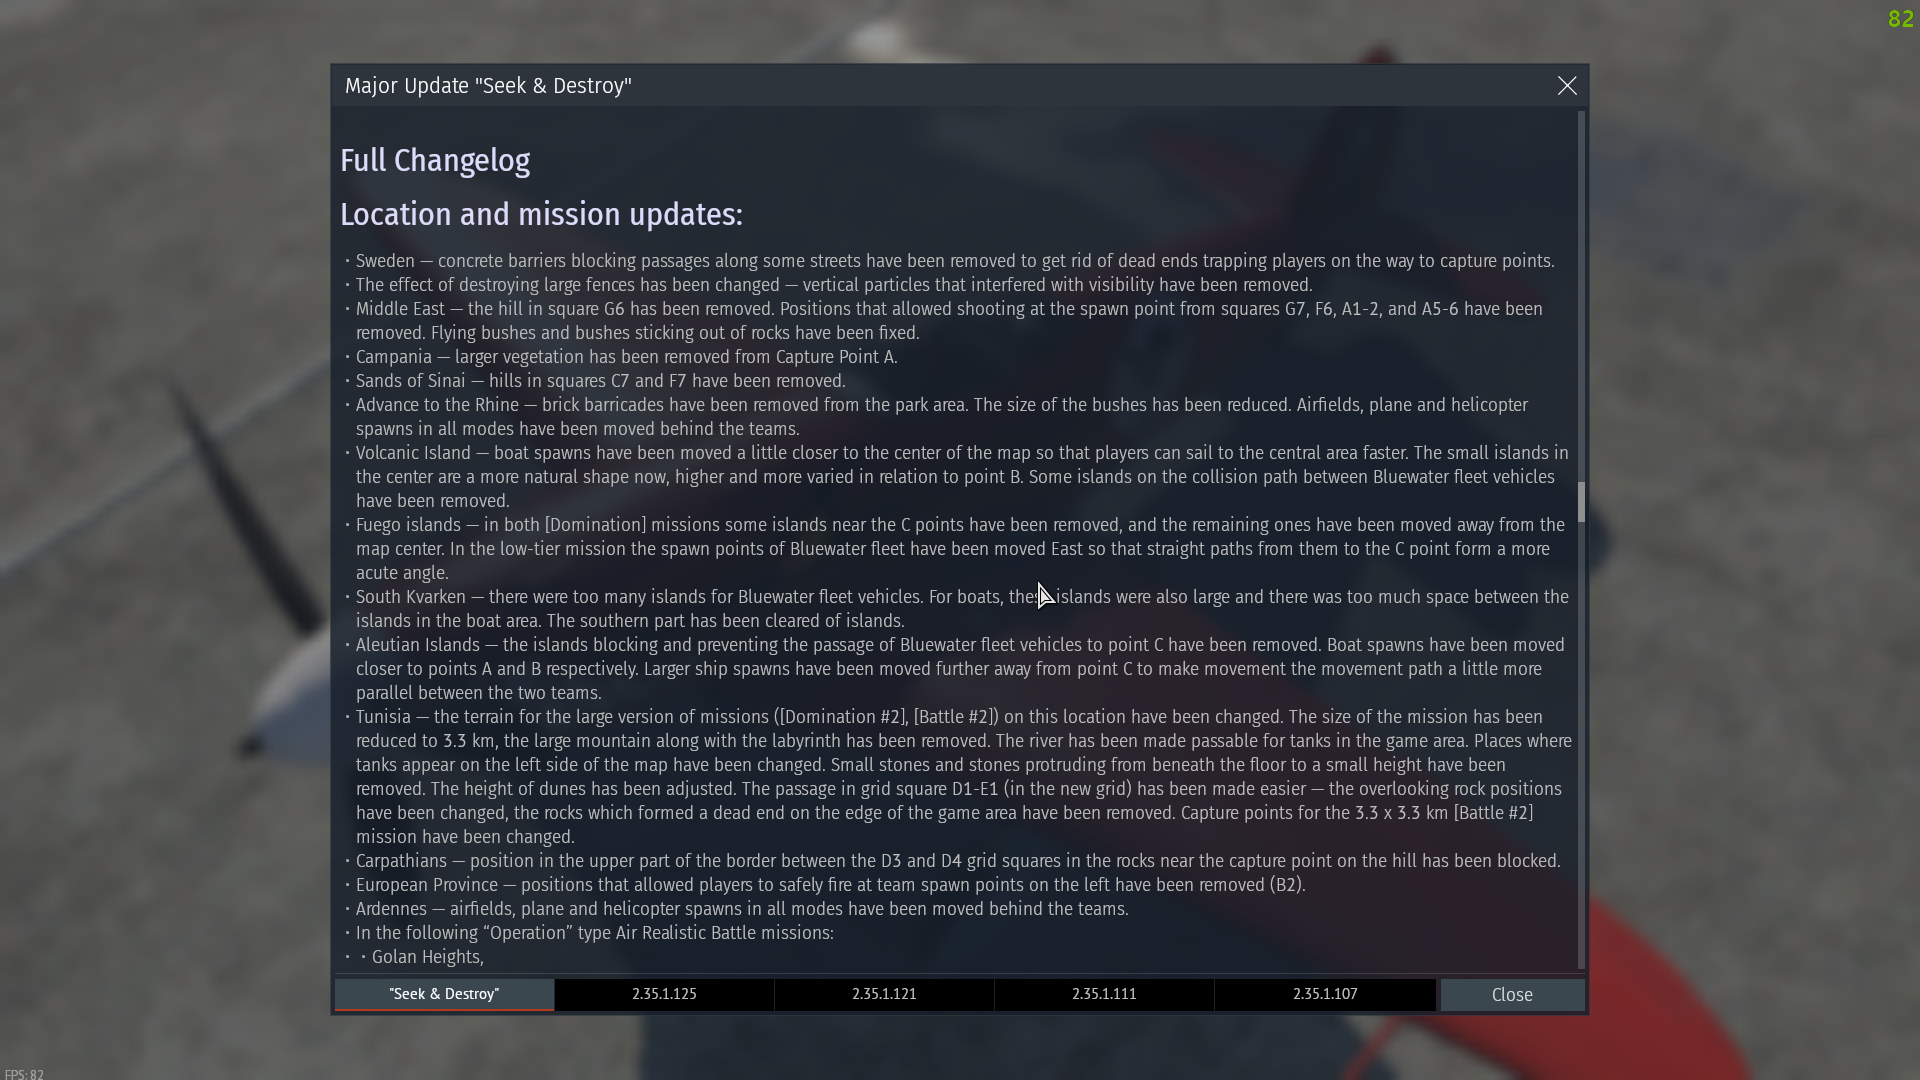 82
Major Update "Seek & Destroy"
Full Changelog
Location and mission updates:
· Sweden — concrete barriers blocking passages along some streets have been removed to get rid of dead ends trapping players on the way to capture points.
· The effect of destroying large fences has been changed — vertical particles that interfered with visibility have been removed.
· Middle East — the hill in square G6 has been removed. Positions that allowed shooting at the spawn point from squares G7, F6, A1-2, and A5-6 have been
removed. Flying bushes and bushes sticking out of rocks have been fixed.
· Campania — larger vegetation has been removed from Capture Point A.
· Sands of Sinai — hills in squares C7 and F7 have been removed.
· Advance to the Rhine — brick barricades have been removed from the park area. The size of the bushes has been reduced. Airfields, plane and helicopter
spawns in all modes have been moved behind the teams.
· Volcanic Island — boat spawns have been moved a little closer to the center of the map so that players can sail to the central area faster. The small islands in
the center are a more natural shape now, higher and more varied in relation to point B. Some islands on the collision path between Bluewater fleet vehicles
have been removed.
· Fuego islands — in both [Domination] missions some islands near the C points have been removed, and the remaining ones have been moved away from the
map center. In the low-tier mission the spawn points of Bluewater fleet have been moved East so that straight paths from them to the C point form a more
acute angle.
· South Kvarken — there were too many islands for Bluewater fleet vehicles. For boats, these islands were also large and there was too much space between the
islands in the boat area. The southern part has been cleared of islands.
· Aleutian Islands — the islands blocking and preventing the passage of Bluewater fleet vehicles to point C have been removed. Boat spawns have been moved
closer to points A and B respectively. Larger ship spawns have been moved further away from point C to make movement the movement path a little more
parallel between the two teams.
· Tunisia — the terrain for the large version of missions ([Domination #2], [Battle #2]) on this location have been changed. The size of the mission has been
reduced to 3.3 km, the large mountain along with the labyrinth has been removed. The river has been made passable for tanks in the game area. Places where
tanks appear on the left side of the map have been changed. Small stones and stones protruding from beneath the floor to a small height have been
removed. The height of dunes has been adjusted. The passage in grid square D1-E1 (in the new grid) has been made easier — the overlooking rock positions
have been changed, the rocks which formed a dead end on the edge of the game area have been removed. Capture points for the 3.3 x 3.3 km [Battle #2]
mission have been changed.
· Carpathians — position in the upper part of the border between the D3 and D4 grid squares in the rocks near the capture point on the hill has been blocked.
· European Province — positions that allowed players to safely fire at team spawn points on the left have been removed (B2).
· Ardennes — airfields, plane and helicopter spawns in all modes have been moved behind the teams.
· In the following “Operation” type Air Realistic Battle missions:
· · Golan Heights,
"Seek & Destroy"
2.35.1.125
2.35.1.121
2.35.1.111
2.35.1.107
Close
FPS: 82